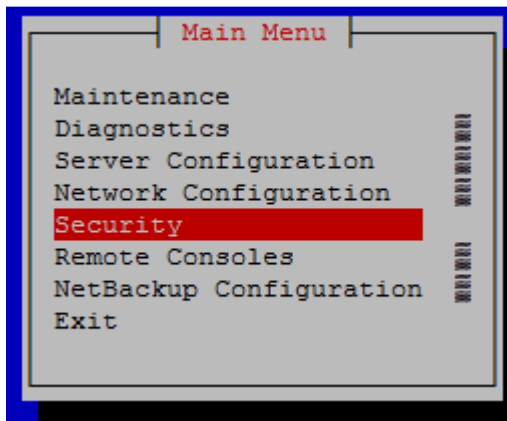 Main Menu
Maintenance
Diagnostics
Server Configuration
Network Configuration
Security
Remote Consoles
NetBackup Configuration
Exit